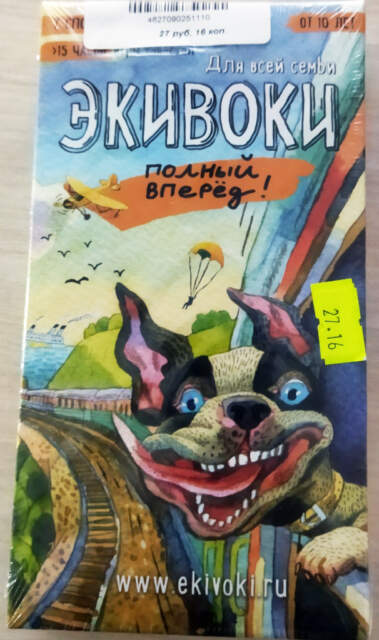 4827090251110
27 руб. 16 коп.
ОТ 10 ЛЕТ
Для всей семьи
ЭКИВОКИ
полный
вперёд!
27.16
www.ekivoki.ru